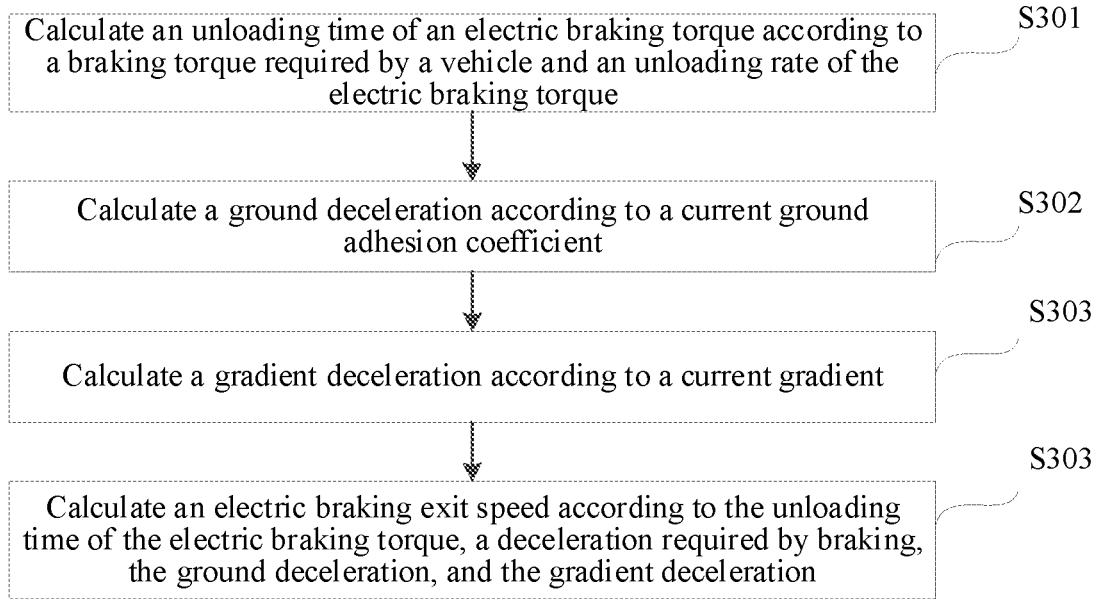 S301
Calculate an unloading time of an electric braking torque according to
a braking torque required by a vehicle and an unloading rate of the
electric braking torque
S302
Calculate a ground deceleration according to a current ground
adhesion coefficient
S303
Calculate a gradient deceleration according to a current gradient
S303
Calculate an electric braking exit speed according to the unloading
time of the electric braking torque, a deceleration required by braking,
the ground deceleration, and the gradient deceleration